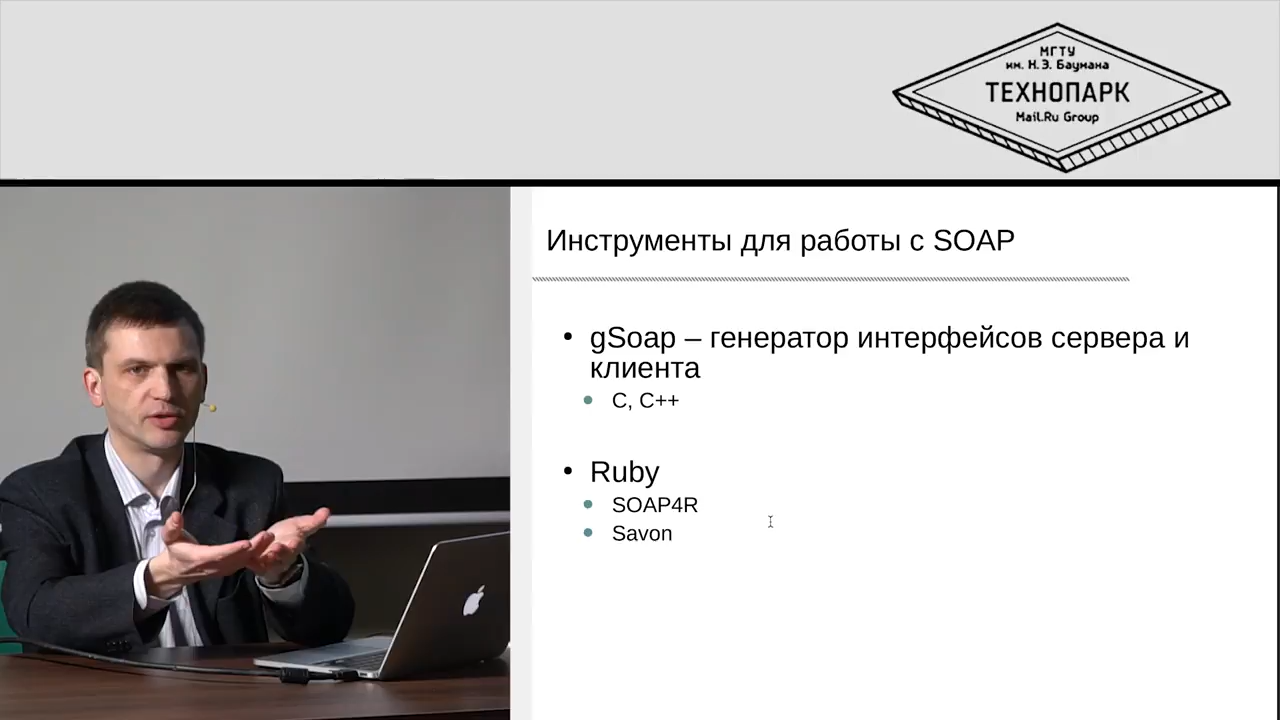 МГТУ
им. Н.Э. Баумана
ТЕХНОПАРК
Mail.Ru Group
Инструменты для работы с SOAP
gSoap – генератор интерфейсов сервера и
клиента
C, C++
Ruby
SOAP4R
Savon